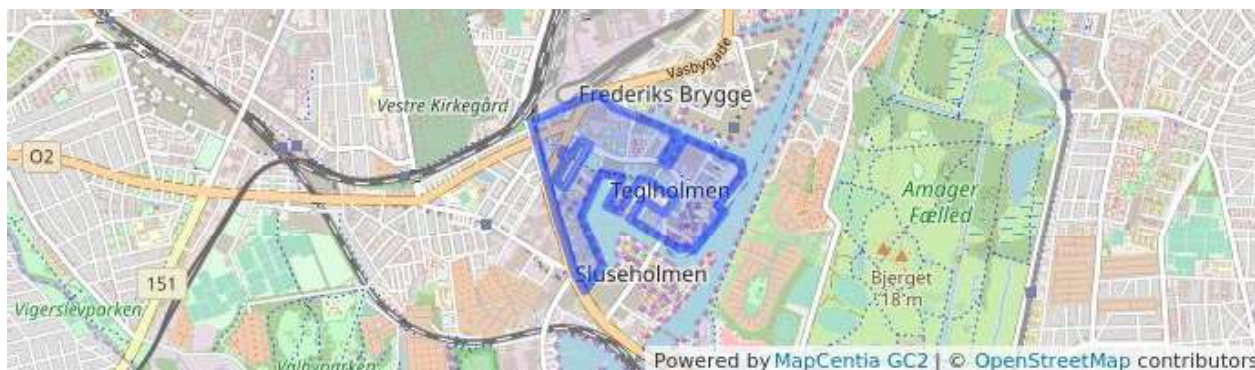 Vasbygade
Frederiks Brygge
Vestre Kirkegård
O2
Teglholmen
Amager
Fælled
Sluseholmen
Bjerget
18 m
151
Vigerslevparken
Valbyparken
Powered by MapCentia GC2 | © OpenStreetMap contributors